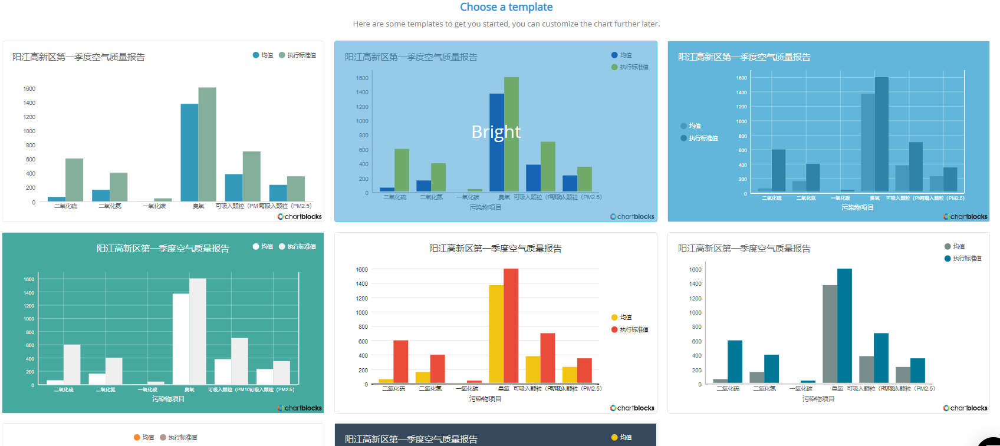 Choose a template
Here are some templates to get you started, you can customize the chart further later.
阳江高新区第一季度空气质量报告
均值 执行标准值
1600
1400
1200
1000
800
600
400
200
0
二氧化硫 二氧化氮 一氧化碳 臭氧 可吸入颗粒（PM10） 可吸入颗粒（PM2.5）
chartblocks
阳江高新区第一季度空气质量报告
均值
执行标准值
1600
1400
1200
1000
800
600
400
200
0
Bright
二氧化硫 二氧化氮 一氧化碳 臭氧 可吸入颗粒 可吸入颗粒（PM2.5）
污染物项目
chartblocks
阳江高新区第一季度空气质量报告
均值
执行标准值
1600
1400
1200
1000
800
600
400
200
0
二氧化硫 二氧化氮 一氧化碳 臭氧 可吸入颗粒 可吸入颗粒（PM2.5）
污染物项目
chartblocks
阳江高新区第一季度空气质量报告
均值 执行标准值
1600
1400
1200
1000
800
600
400
200
0
二氧化硫 二氧化氮 一氧化碳 臭氧 可吸入颗粒（PM10） 可吸入颗粒（PM2.5）
污染物项目
chartblocks
阳江高新区第一季度空气质量报告
均值
执行标准值
1600
1400
1200
1000
800
600
400
200
0
二氧化硫 二氧化氮 一氧化碳 臭氧 可吸入颗粒 可吸入颗粒（PM2.5）
污染物项目
chartblocks
阳江高新区第一季度空气质量报告
均值
执行标准值
1600
1400
1200
1000
800
600
400
200
0
二氧化硫 二氧化氮 一氧化碳 臭氧 可吸入颗粒 可吸入颗粒（PM2.5）
污染物项目
chartblocks
均值 执行标准值
阳江高新区第一季度空气质量报告
均值